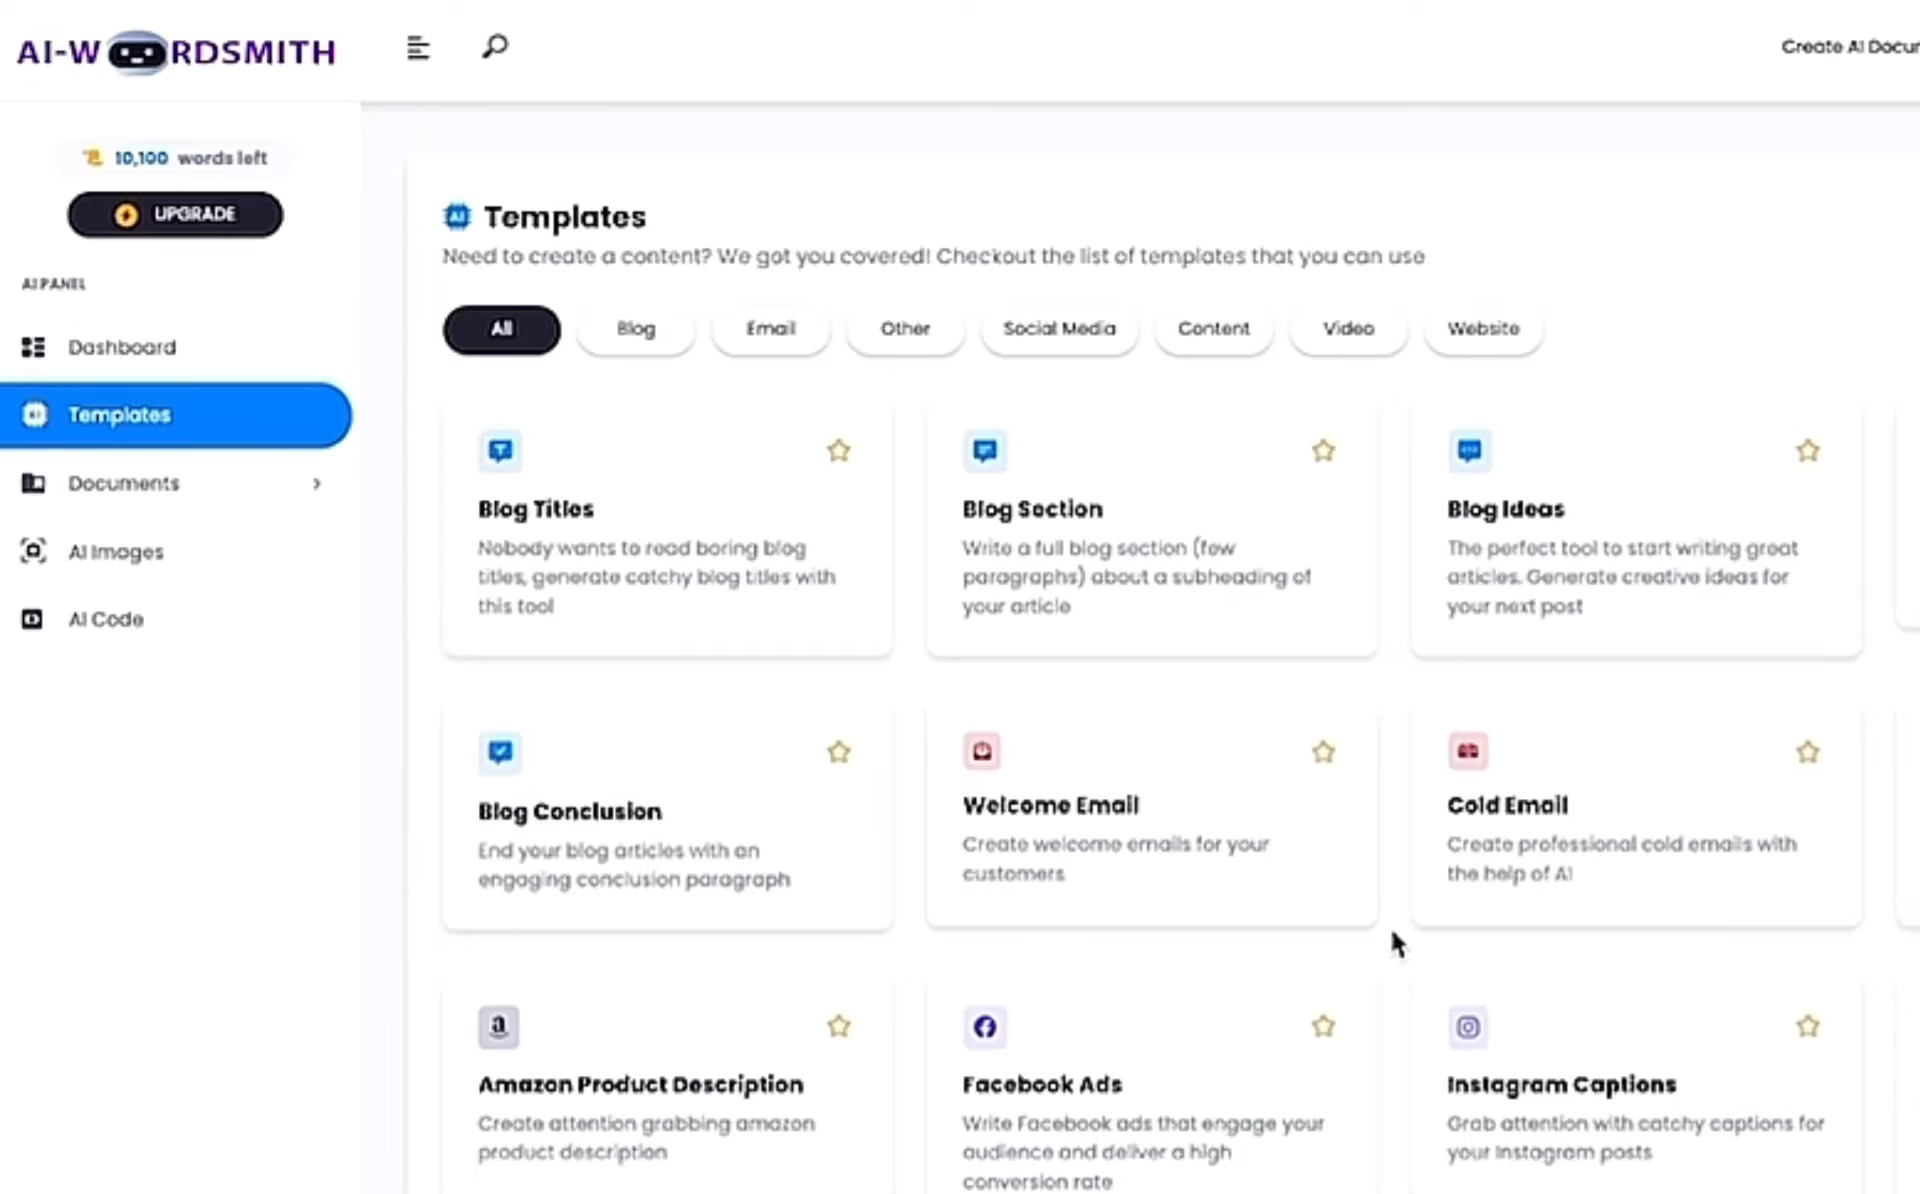 AI-WORDSMITH
Create AI Docu
10,100 words left
UPGRADE
AI PANEL
Dashboard
Templates
Documents
AI Images
AI Code
Templates
Need to create a content? We got you covered! Checkout the list of templates that you can use
All
Blog
Email
Other
Social Media
Content
Video
Website
Blog Titles
Nobody wants to read boring blog
titles, generate catchy blog titles with
this tool
Blog Section
Write a full blog section (few
paragraphs) about a subheading of
your article
Blog Ideas
The perfect tool to start writing great
articles. Generate creative ideas for
your next post
Blog Conclusion
End your blog articles with an
engaging conclusion paragraph
Welcome Email
Create welcome emails for your
customers
Cold Email
Create professional cold emails with
the help of AI
Amazon Product Description
Create attention grabbing amazon
product description
Facebook Ads
Write Facebook ads that engage your
audience and deliver a high
conversion rate
Instagram Captions
Grab attention with catchy captions for
your Instagram posts